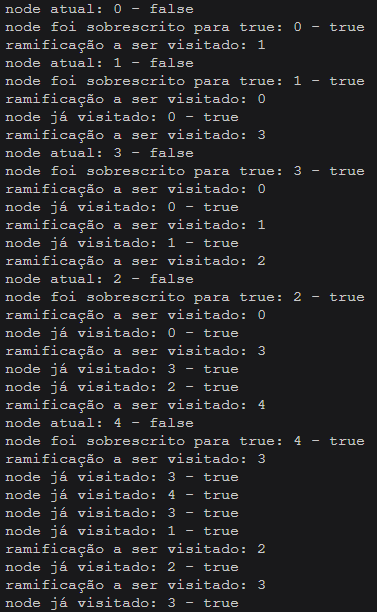 node atual: 0 - false
node foi sobrescrito para true: 0 - true
ramificação a ser visitado: 1
node atual: 1 - false
node foi sobrescrito para true: 1 - true
ramificação a ser visitado: 0
node já visitado: 0 - true
ramificação a ser visitado: 3
node atual: 3 - false
node foi sobrescrito para true: 3 - true
ramificação a ser visitado: 0
node já visitado: 0 - true
ramificação a ser visitado: 1
node já visitado: 1 - true
ramificação a ser visitado: 2
node atual: 2 - false
node foi sobrescrito para true: 2 - true
ramificação a ser visitado: 0
node já visitado: 0 - true
ramificação a ser visitado: 3
node já visitado: 3 - true
node já visitado: 2 - true
ramificação a ser visitado: 4
node atual: 4 - false
node foi sobrescrito para true: 4 - true
ramificação a ser visitado: 3
node já visitado: 3 - true
node já visitado: 4 - true
node já visitado: 3 - true
node já visitado: 1 - true
ramificação a ser visitado: 2
node já visitado: 2 - true
ramificação a ser visitado: 3
node já visitado: 3 - true